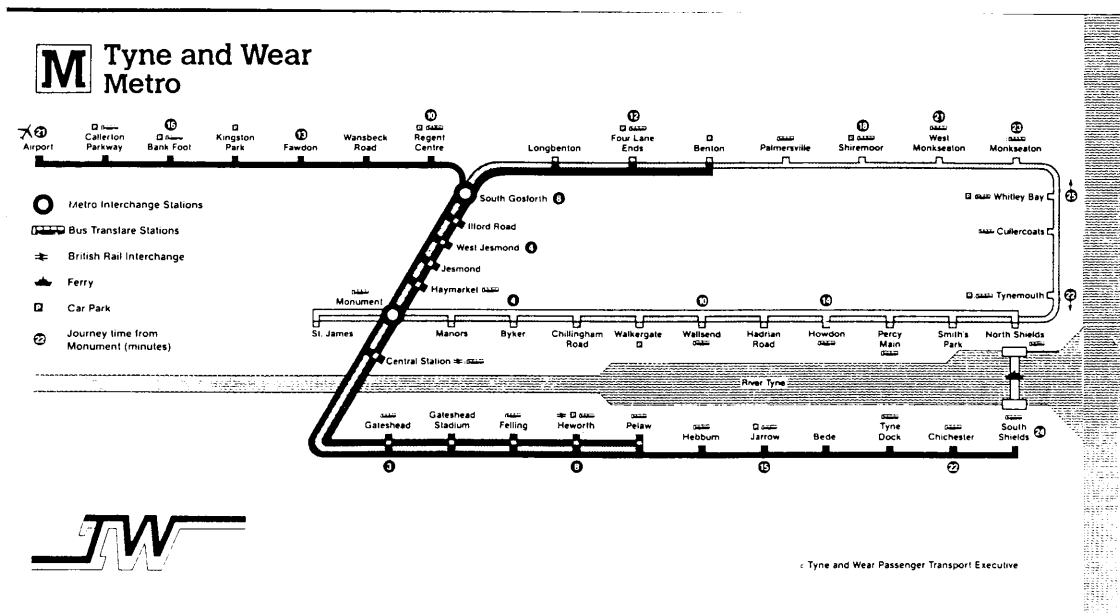 M
Tyne and Wear
Metro
21
Airport
Callerton
Parkway
16
Bank Foot
Kingston
Park
13
Fawdon
Wansbeck
Road
10
Regent
Centre
Longbenton
12
Four Lane
Ends
Benton
Palmersville
18
Shiremoor
21
West
Monkseaton
23
Monkseaton
South Gosforth 8
Whitley Bay
25
Ilford Road
West Jesmond 4
Cullercoats
Jesmond
Haymarket
Tynemouth 22
Metro Interchange Stations
Bus Transfare Stations
British Rail Interchange
Ferry
P Car Park
22 Journey time from
Monument (minutes)
Monument
St. James
Manors
4
Byker
Chillingham
Road
Walkergate
10
Wallsend
Hadrian
Road
14
Howdon
Percy
Main
Smith's
Park
North Shields
Central Station
River Tyne
Gateshead
3
Gateshead
Stadium
Felling
Heworth
8
Pelaw
Hebburn
Jarrow
15
Bede
Tyne
Dock
Chichester
22
South
Shields 24
TW
c Tyne and Wear Passenger Transport Executive